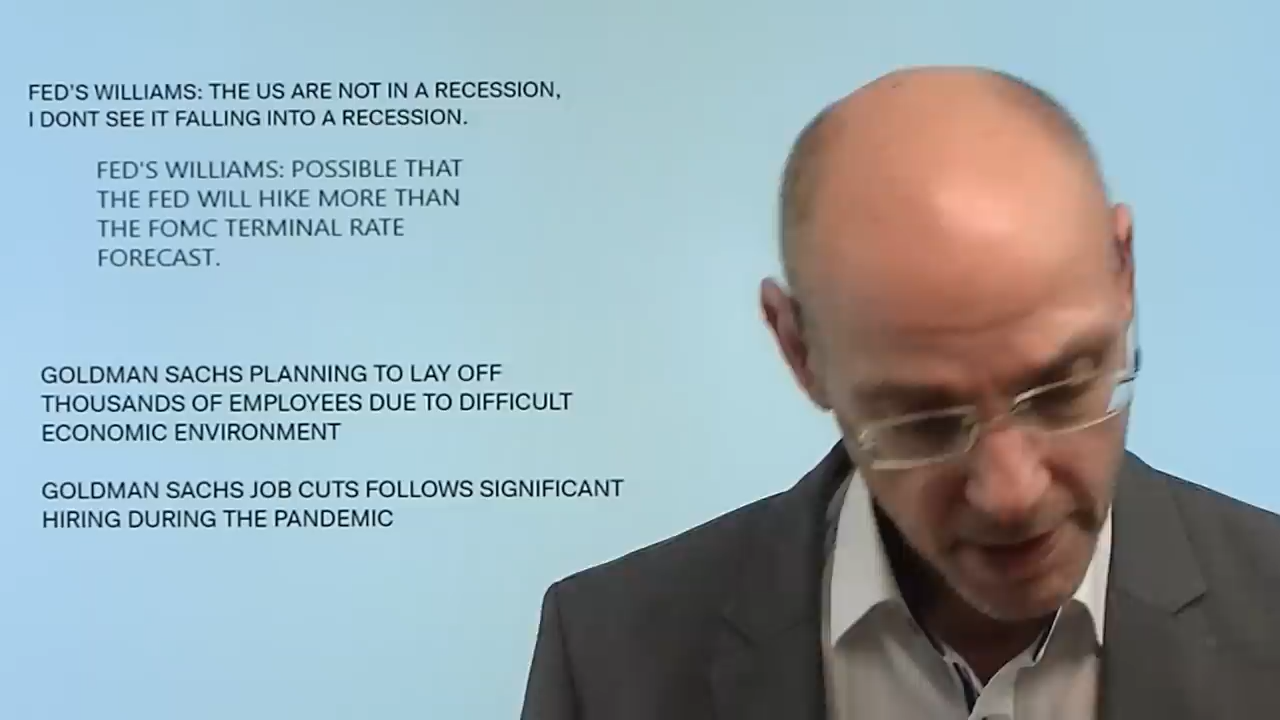 FED'S WILLIAMS: THE US ARE NOT IN A RECESSION,
I DONT SEE IT FALLING INTO A RECESSION.
FED'S WILLIAMS: POSSIBLE THAT
THE FED WILL HIKE MORE THAN
THE FOMC TERMINAL RATE
FORECAST.
GOLDMAN SACHS PLANNING TO LAY OFF
THOUSANDS OF EMPLOYEES DUE TO DIFFICULT
ECONOMIC ENVIRONMENT
GOLDMAN SACHS JOB CUTS FOLLOWS SIGNIFICANT
HIRING DURING THE PANDEMIC